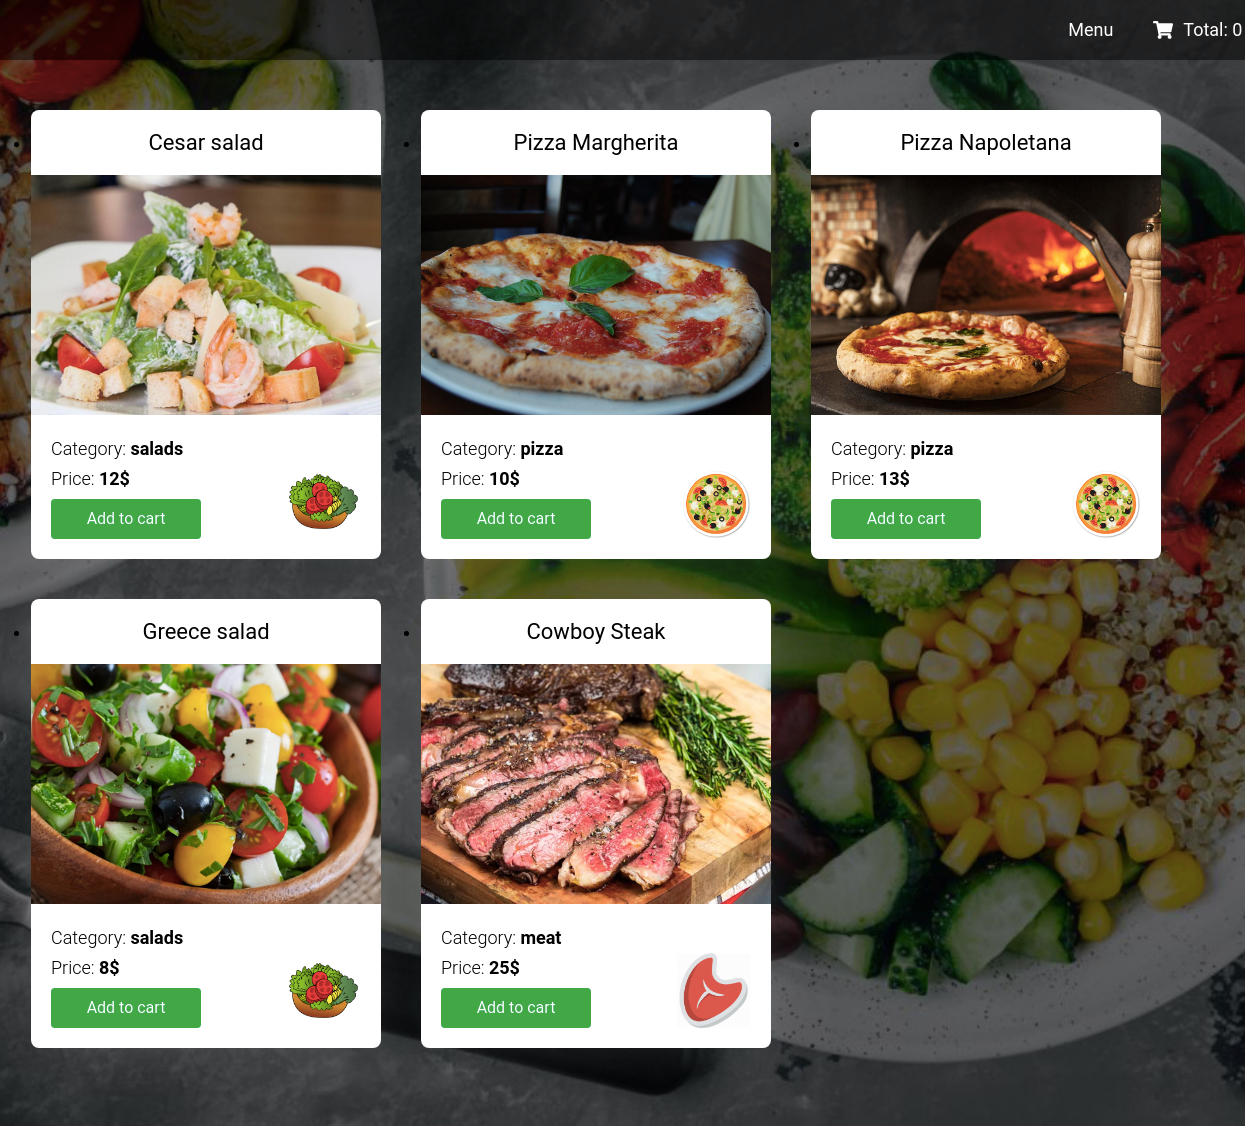 Menu
Total: 0
Cesar salad
Category: salads
Price: 12$
Add to cart
Pizza Margherita
Category: pizza
Price: 10$
Add to cart
Pizza Napoletana
Category: pizza
Price: 13$
Add to cart
Greece salad
Category: salads
Price: 8$
Add to cart
Cowboy Steak
Category: meat
Price: 25$
Add to cart